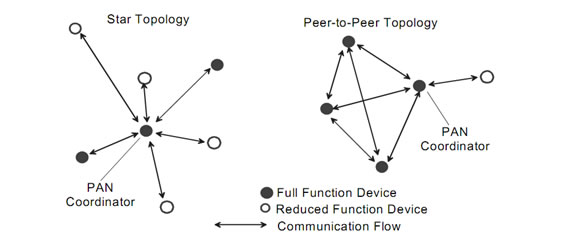 Star Topology
PAN
Coordinator
Peer-to-Peer Topology
PAN
Coordinator
Full Function Device
Reduced Function Device
Communication Flow